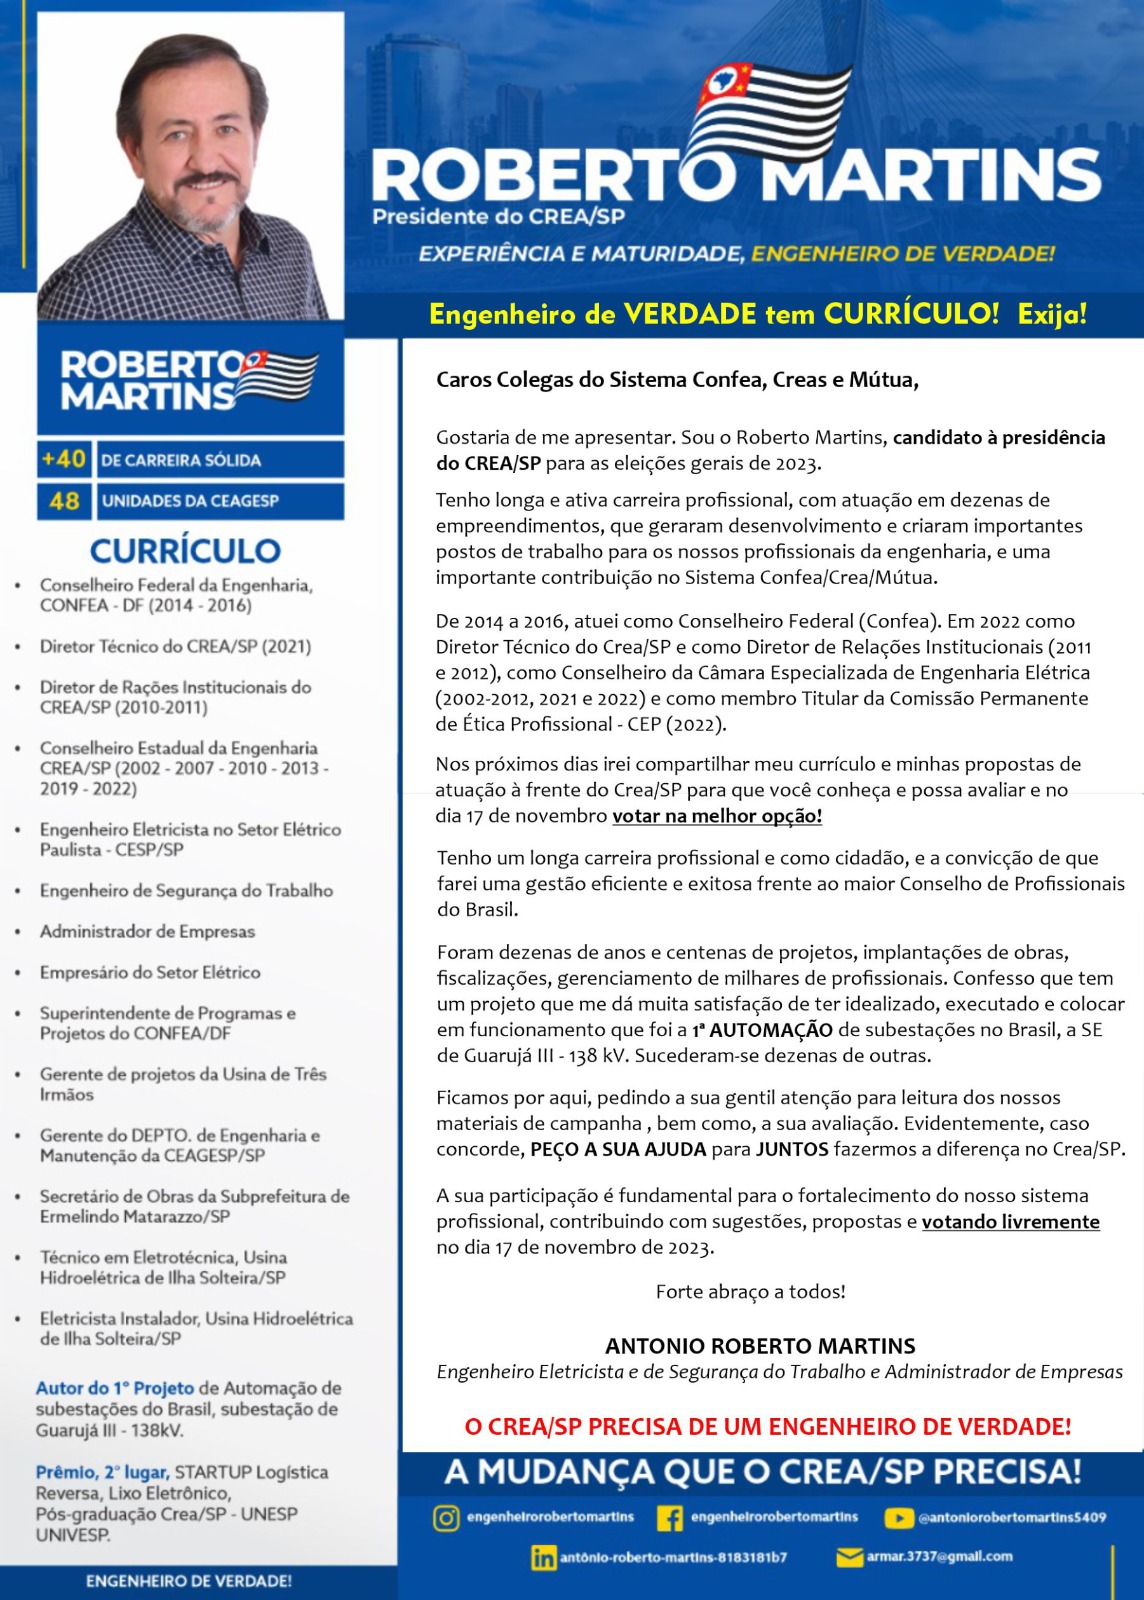 ROBERTO MARTINS
Presidente do CREA/SP
EXPERIÊNCIA E MATURIDADE, ENGENHEIRO DE VERDADE!
Engenheiro de VERDADE tem CURRÍCULO! Exija!
ROBERTO
MARTINS
+40 DE CARREIRA SÓLIDA
48 UNIDADES DA CEAGESP
CURRÍCULO
• Conselheiro Federal da Engenharia,
CONFEA - DF (2014 - 2016)
• Diretor Técnico do CREA/SP (2021)
• Diretor de Rações Institucionais do
CREA/SP (2010-2011)
• Conselheiro Estadual da Engenharia
CREA/SP (2002 - 2007 - 2010 - 2013 -
2019 - 2022)
• Engenheiro Eletricista no Setor Elétrico
Paulista - CESP/SP
• Engenheiro de Segurança do Trabalho
• Administrador de Empresas
• Empresário do Setor Elétrico
• Superintendente de Programas e
Projetos do CONFEA/DF
• Gerente de projetos da Usina de Três
Irmãos
• Gerente do DEPTO. de Engenharia e
Manutenção da CEAGESP/SP
• Secretário de Obras da Subprefeitura de
Ermelindo Matarazzo/SP
• Técnico em Eletrotécnica, Usina
Hidroelétrica de Ilha Solteira/SP
• Eletricista Instalador, Usina Hidroelétrica
de Ilha Solteira/SP
Autor do 1° Projeto de Automação de
subestações do Brasil, subestação de
Guarujá III - 138kV.
Prêmio, 2° lugar, STARTUP Logística
Reversa, Lixo Eletrônico,
Pós-graduação Crea/SP - UNESP
UNIVESP.
ENGENHEIRO DE VERDADE!
Caros Colegas do Sistema Confea, Creas e Mútua,
Gostaria de me apresentar. Sou o Roberto Martins, candidato à presidência
do CREA/SP para as eleições gerais de 2023.
Tenho longa e ativa carreira profissional, com atuação em dezenas de
empreendimentos, que geraram desenvolvimento e criaram importantes
postos de trabalho para os nossos profissionais da engenharia, e uma
importante contribuição no Sistema Confea/Crea/Mútua.
De 2014 a 2016, atuei como Conselheiro Federal (Confea). Em 2022 como
Diretor Técnico do Crea/SP e como Diretor de Relações Institucionais (2011
e 2012), como Conselheiro da Câmara Especializada de Engenharia Elétrica
(2002-2012, 2021 e 2022) e como membro Titular da Comissão Permanente
de Ética Profissional - CEP (2022).
Nos próximos dias irei compartilhar meu currículo e minhas propostas de
atuação à frente do Crea/SP para que você conheça e possa avaliar e no
dia 17 de novembro votar na melhor opção!
Tenho um longa carreira profissional e como cidadão, e a convicção de que
farei uma gestão eficiente e exitosa frente ao maior Conselho de Profissionais
do Brasil.
Foram dezenas de anos e centenas de projetos, implantações de obras,
fiscalizações, gerenciamento de milhares de profissionais. Confesso que tem
um projeto que me dá muita satisfação de ter idealizado, executado e colocar
em funcionamento que foi a 1ª AUTOMAÇÃO de subestações no Brasil, a SE
de Guarujá III - 138 kV. Sucederam-se dezenas de outras.
Ficamos por aqui, pedindo a sua gentil atenção para leitura dos nossos
materiais de campanha , bem como, a sua avaliação. Evidentemente, caso
concorde, PEÇO A SUA AJUDA para JUNTOS fazermos a diferença no Crea/SP.
A sua participação é fundamental para o fortalecimento do nosso sistema
profissional, contribuindo com sugestões, propostas e votando livremente
no dia 17 de novembro de 2023.
Forte abraço a todos!
ANTONIO ROBERTO MARTINS
Engenheiro Eletricista e de Segurança do Trabalho e Administrador de Empresas
O CREA/SP PRECISA DE UM ENGENHEIRO DE VERDADE!
A MUDANÇA QUE O CREA/SP PRECISA!
engenheirorobertomartins engenheirorobertomartins @antoniorobertomartins5409
antônio-roberto-martins-8183181b7 armar.3737@gmail.com